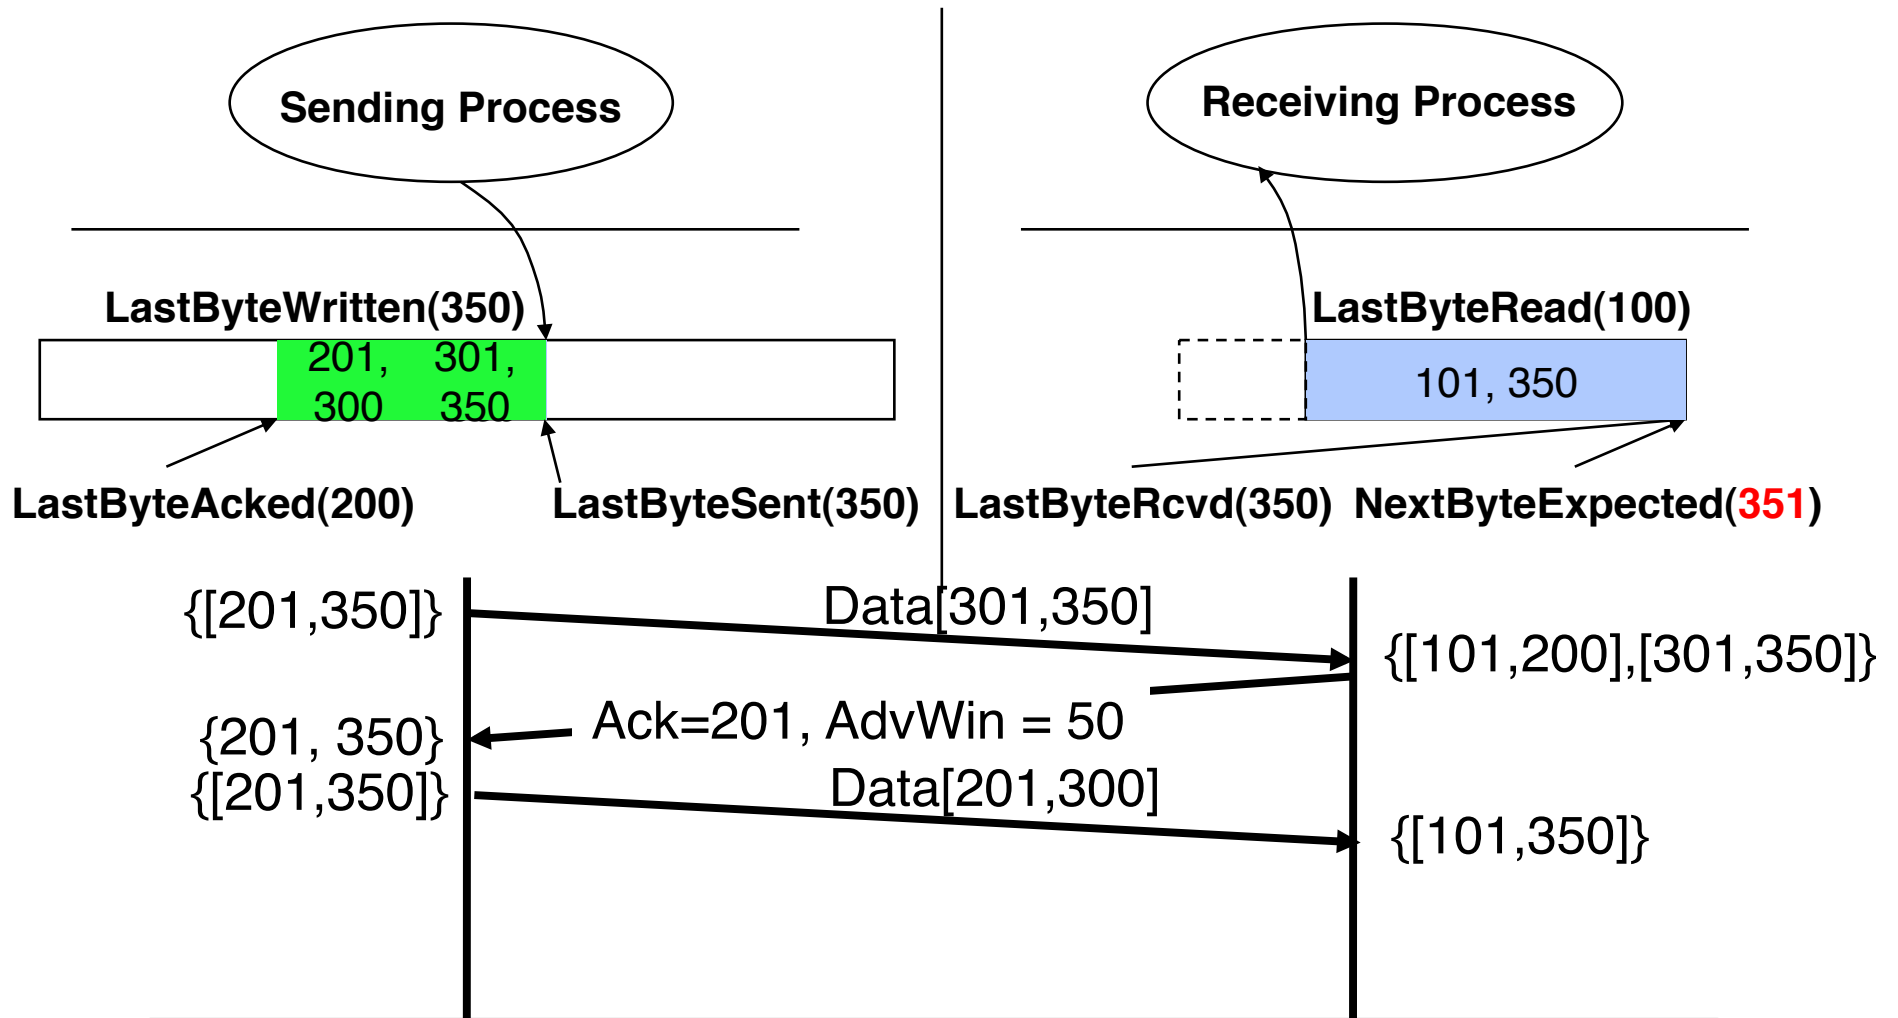 Sending Process
Receiving Process
LastByteWritten(350)
LastByteRead(100)
201, 301,
300 350
101, 350
LastByteAcked(200)
LastByteSent(350)
LastByteRcvd(350)
NextByteExpected(351)
{[201,350]}
Data[301,350]
{[101,200],[301,350]}
{201, 350}
Ack=201, AdvWin = 50
{[201,350]}
Data[201,300]
{[101,350]}